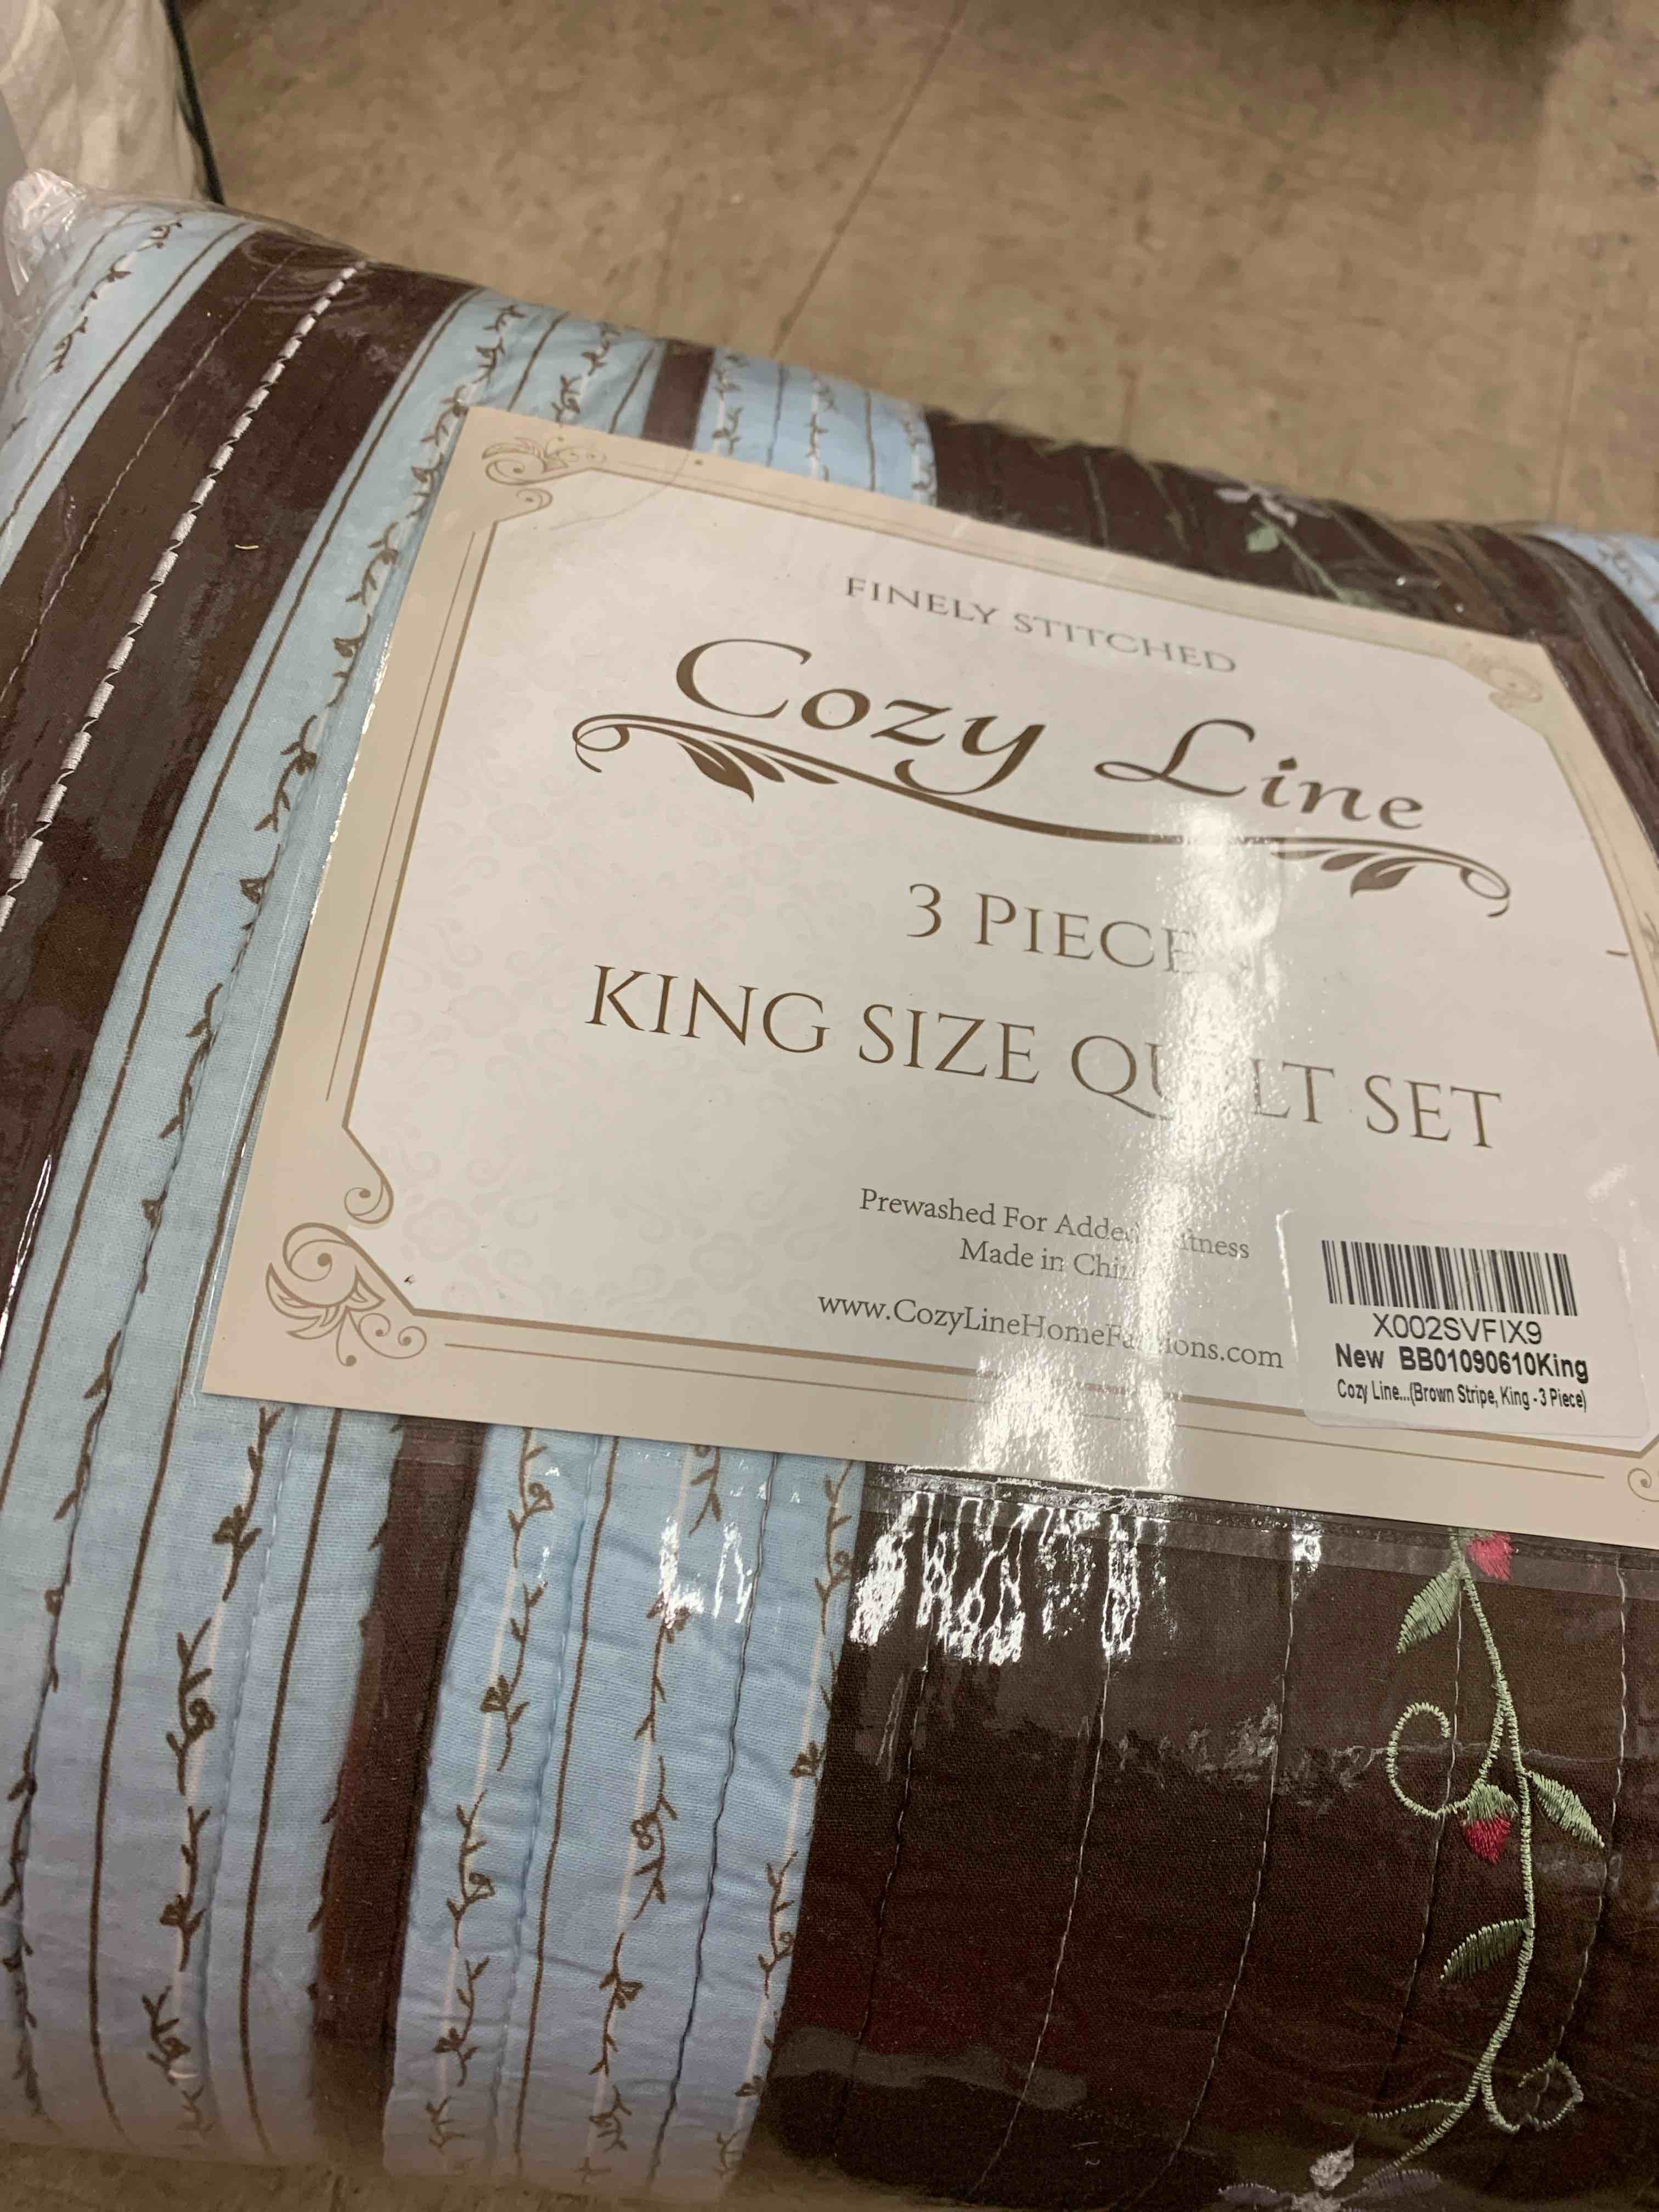 FINELY STITCHED
Cozy Line
3 PIECE
KING SIZE QUILT SET
Prewashed For Added Softness
Made in China
www.CozyLineHomeFashions.com
X002SVFIX9
New BB01090610King
Cozy Line...(Brown Stripe, King - 3 Piece)